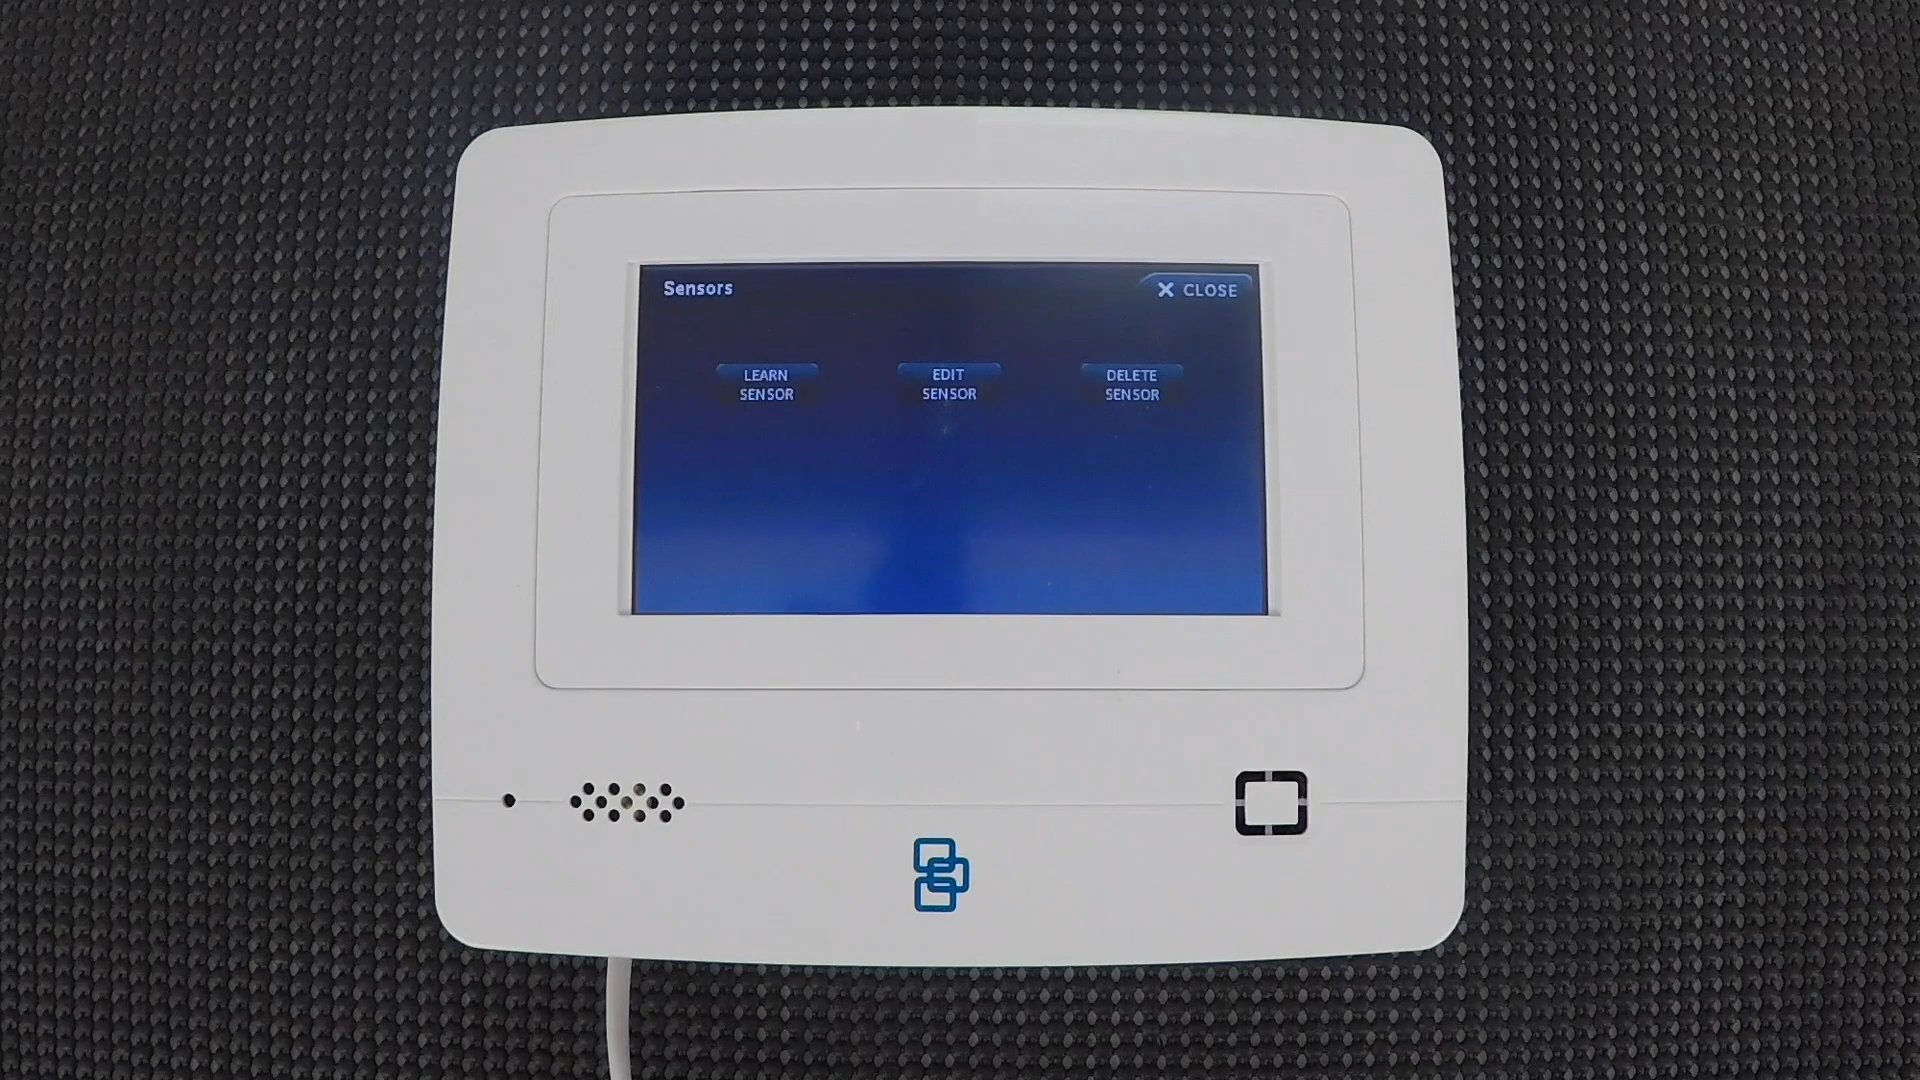 Sensors
X CLOSE
LEARN
SENSOR
EDIT
SENSOR
DELETE
SENSOR